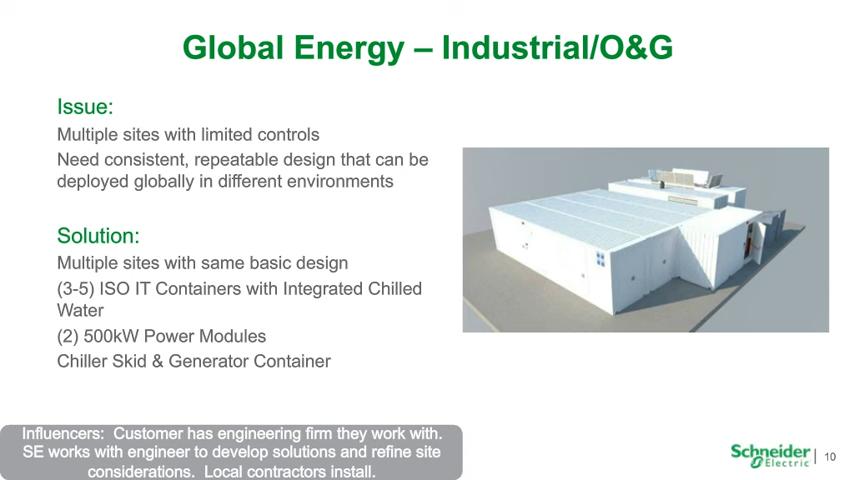 Global Energy – Industrial/O&G
Issue:
Multiple sites with limited controls
Need consistent, repeatable design that can be
deployed globally in different environments
Solution:
Multiple sites with same basic design
(3-5) ISO IT Containers with Integrated Chilled
Water
(2) 500kW Power Modules
Chiller Skid & Generator Container
Influencers: Customer has engineering firm they work with.
SE works with engineer to develop solutions and refine site
considerations. Local contractors install.
Schneider
Electric
10